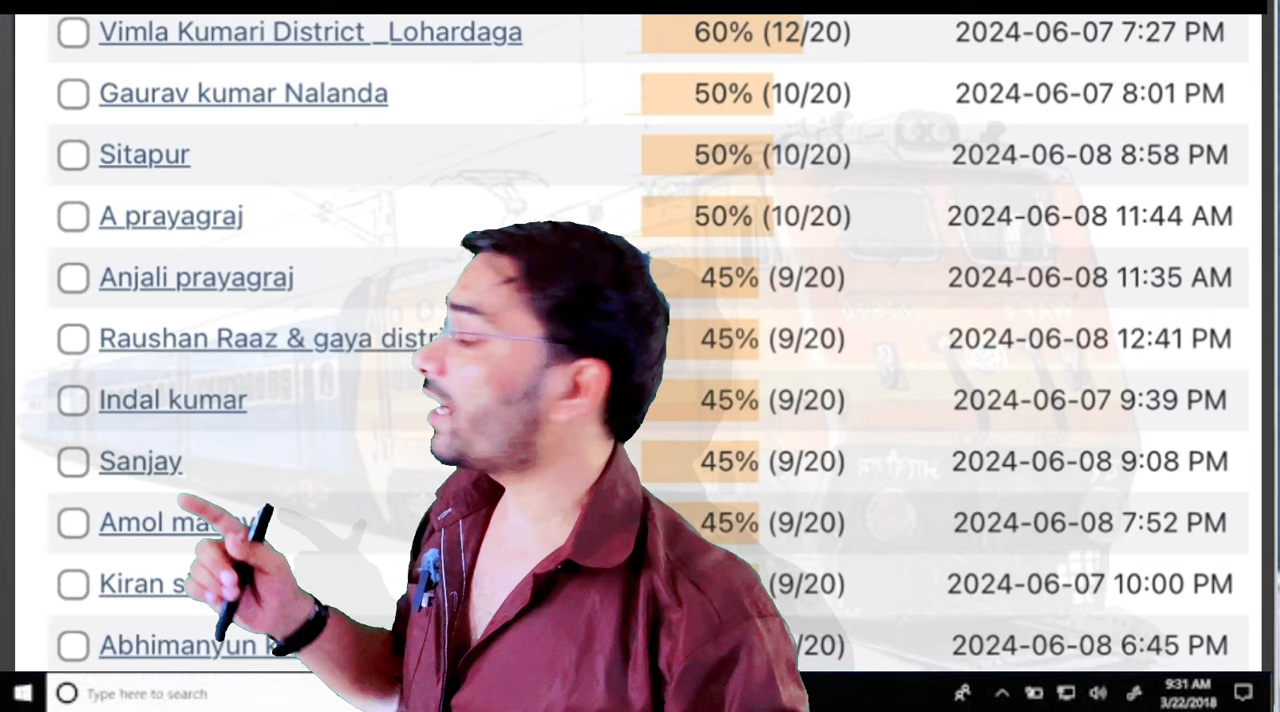 Vimla Kumari District _Lohardaga 60% (12/20) 2024-06-07 7:27 PM
Gaurav kumar Nalanda 50% (10/20) 2024-06-07 8:01 PM
Sitapur 50% (10/20) 2024-06-08 8:58 PM
A prayagraj 50% (10/20) 2024-06-08 11:44 AM
Anjali prayagraj 45% (9/20) 2024-06-08 11:35 AM
Raushan Raaz & gaya distri 45% (9/20) 2024-06-08 12:41 PM
Indal kumar 45% (9/20) 2024-06-07 9:39 PM
Sanjay 45% (9/20) 2024-06-08 9:08 PM
Amol 45% (9/20) 2024-06-08 7:52 PM
Kiran (9/20) 2024-06-07 10:00 PM
Abhimanyun /20) 2024-06-08 6:45 PM
Type here to search 9:31 AM
3/22/2018